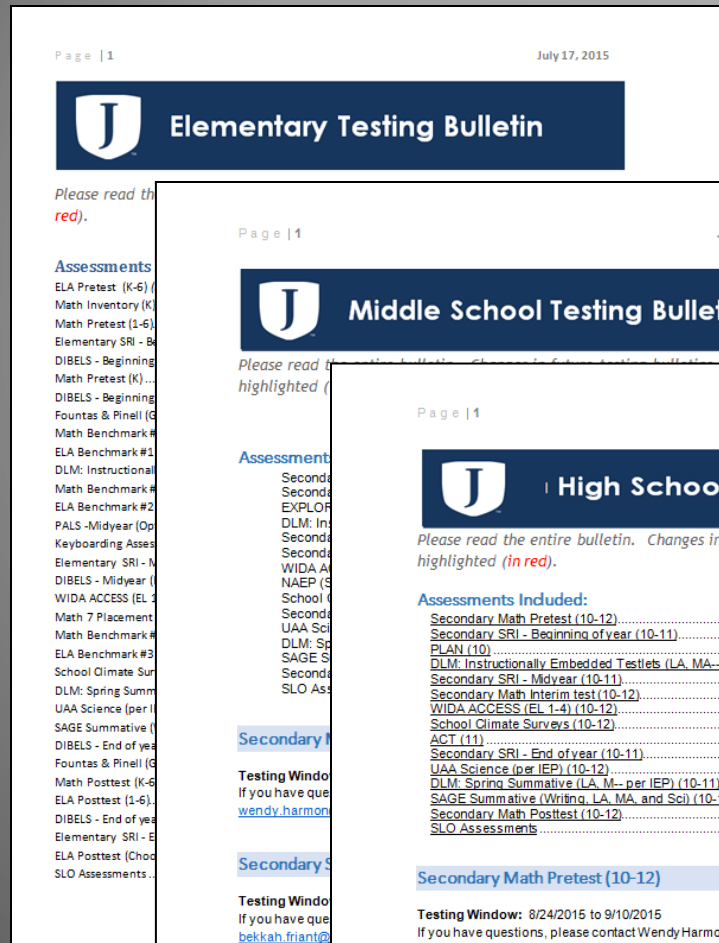 Page | 1
July 17, 2015
J
Elementary Testing Bulletin
Please read
red).
Assessments
ELA Pretest (K-6) (
Math Inventory (K)
Math Pretest (1-6).
Elementary SRI - Be
DIBELS - Beginning
Math Pretest (K) ...
DIBELS - Beginning
Fountas & Pinell (G
Math Benchmark #
ELA Benchmark #1
DLM: Instructional
Math Benchmark #
ELA Benchmark #2
PALS -Midyear (Op
Keyboarding Asses
Elementary SRI - M
DIBELS - Midyear (
WIDA ACCESS (EL 1
Math 7 Placement
Math Benchmark #
ELA Benchmark #3
School Climate Sur
DLM: Spring Summ
UAA Science (per I
SAGE Summative (
DIBELS - End of yea
Fountas & Pinell (G
Math Posttest (K-6
ELA Posttest (1-6)..
DIBELS - End of yea
Elementary SRI - E
ELA Posttest (Choo
SLO Assessments ..
Page | 1
J
Middle School Testing Bullet
Please read the entire bulletin. Changes in future testing bulletins
highlighted (
Assessments
Seconda
Seconda
EXPLOR
DLM: Ins
Seconda
Seconda
WIDA A
NAEP (S
School
Seconda
UAA Sci
DLM: Sp
SAGE S
Seconda
SLO Ass
Secondary M
Testing Window
If you have que
wendy.harmon
Secondary S
Testing Window
If you have que
bekkah.friant@
Page | 1
J
High Schoo
Please read the entire bulletin. Changes in
highlighted (in red).
Assessments Included:
Secondary Math Pretest (10-12)
Secondary SRI - Beginning of year (10-11)
PLAN (10)
DLM: Instructionally Embedded Testlets (LA, MA--
Secondary SRI - Midyear (10-11)
Secondary Math Interim test (10-12)
WIDA ACCESS (EL 1-4) (10-12)
School Climate Surveys (10-12)
ACT (11)
Secondary SRI - End of year (10-11)
UAA Science (per IEP) (10-12)
DLM: Spring Summative (LA, M-- per IEP) (10-11)
SAGE Summative (Writing, LA, MA, and Sci) (10-
Secondary Math Posttest (10-12)
SLO Assessments
Secondary Math Pretest (10-12)
Testing Window: 8/24/2015 to 9/10/2015
If you have questions, please contact Wendy Harmo